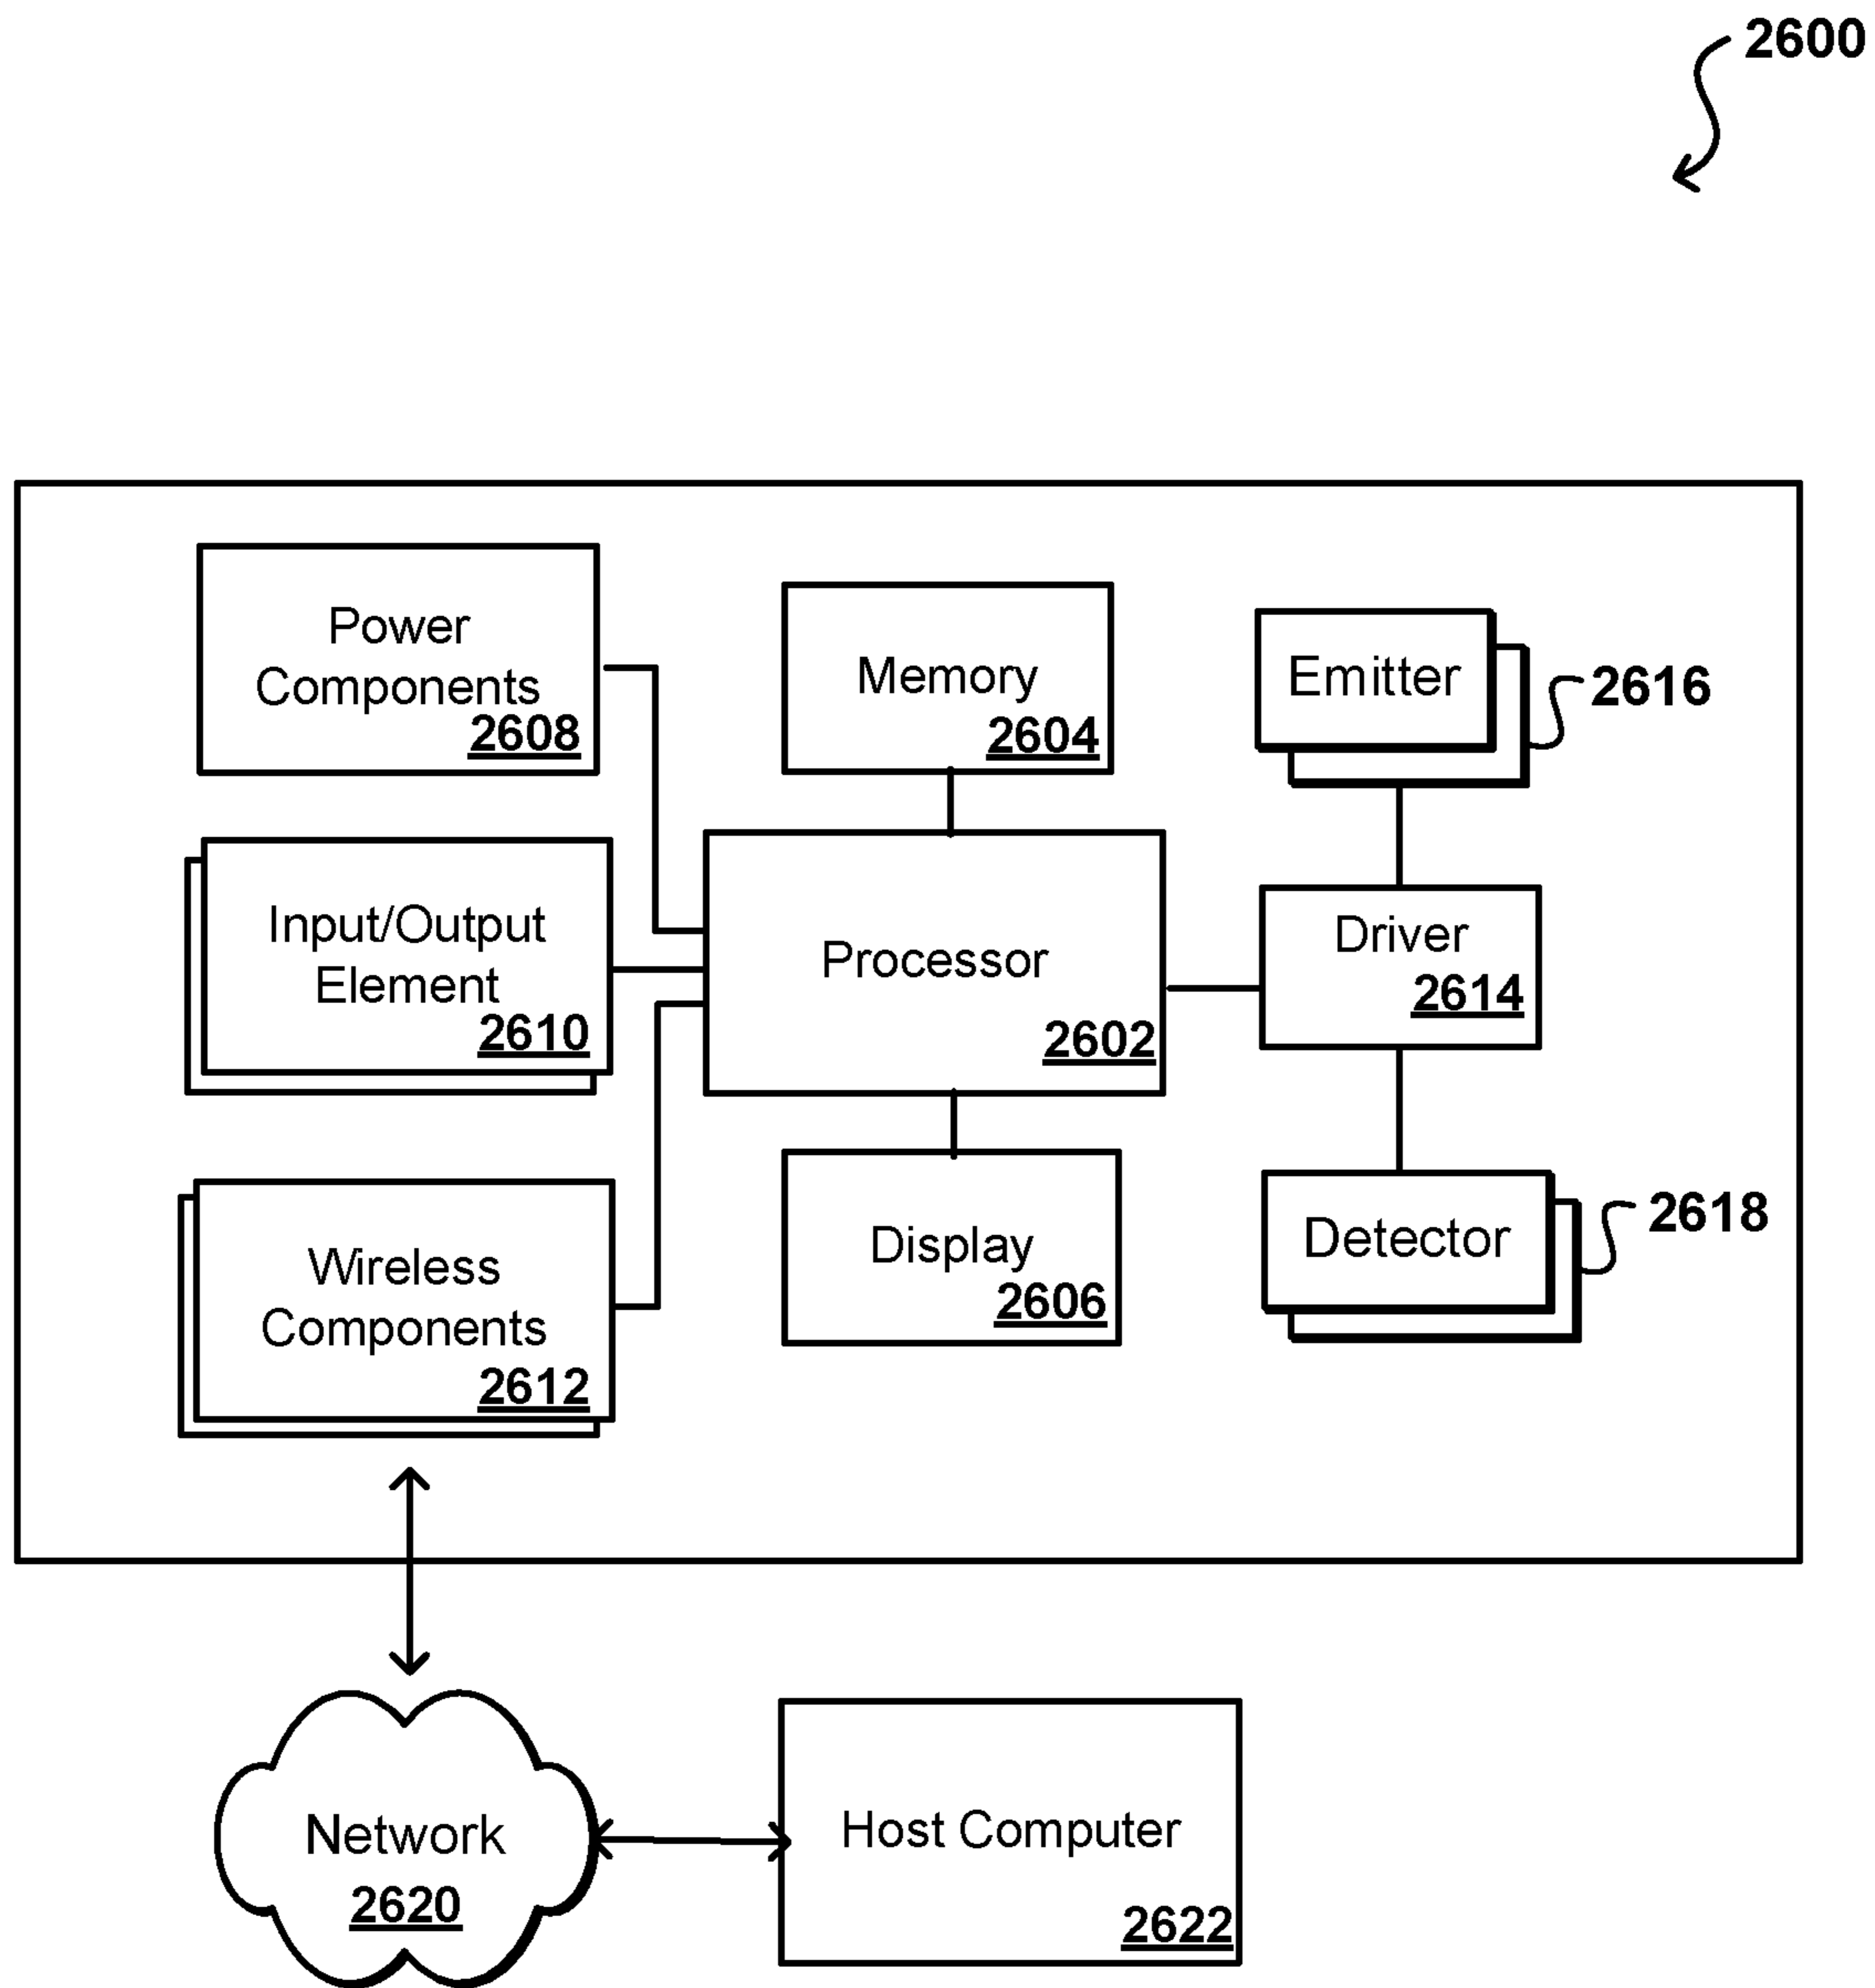 2600
Power
Components
2608
Memory
2604
Emitter
2616
Input/Output
Element
2610
Processor
2602
Driver
2614
Wireless
Components
2612
Display
2606
Detector
2618
Network
2620
Host Computer
2622